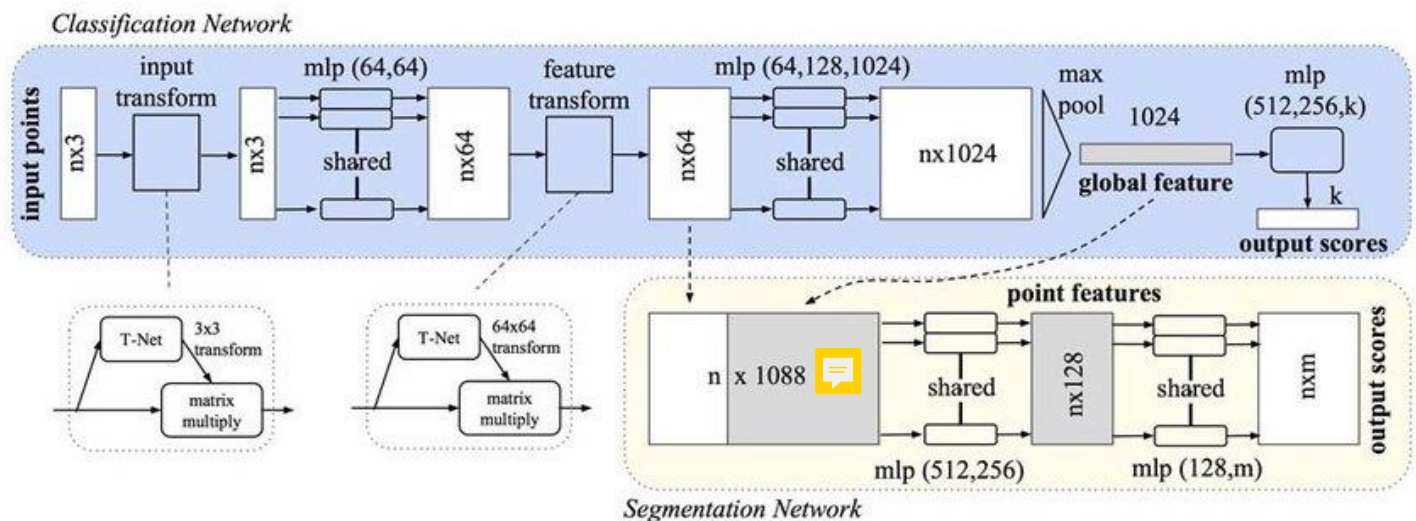 Classification Network
input points
nx3
input
transform
nx3
mlp (64,64)
shared
nx64
feature
transform
nx64
mlp (64,128,1024)
shared
nx1024
max
pool
1024
global feature
mlp
(512,256,k)
k
output scores
T-Net
3x3
transform
matrix
multiply
T-Net
64x64
transform
matrix
multiply
point features
n x 1088
shared
mlp (512,256)
nx128
shared
mlp (128,m)
nxm
output scores
Segmentation Network